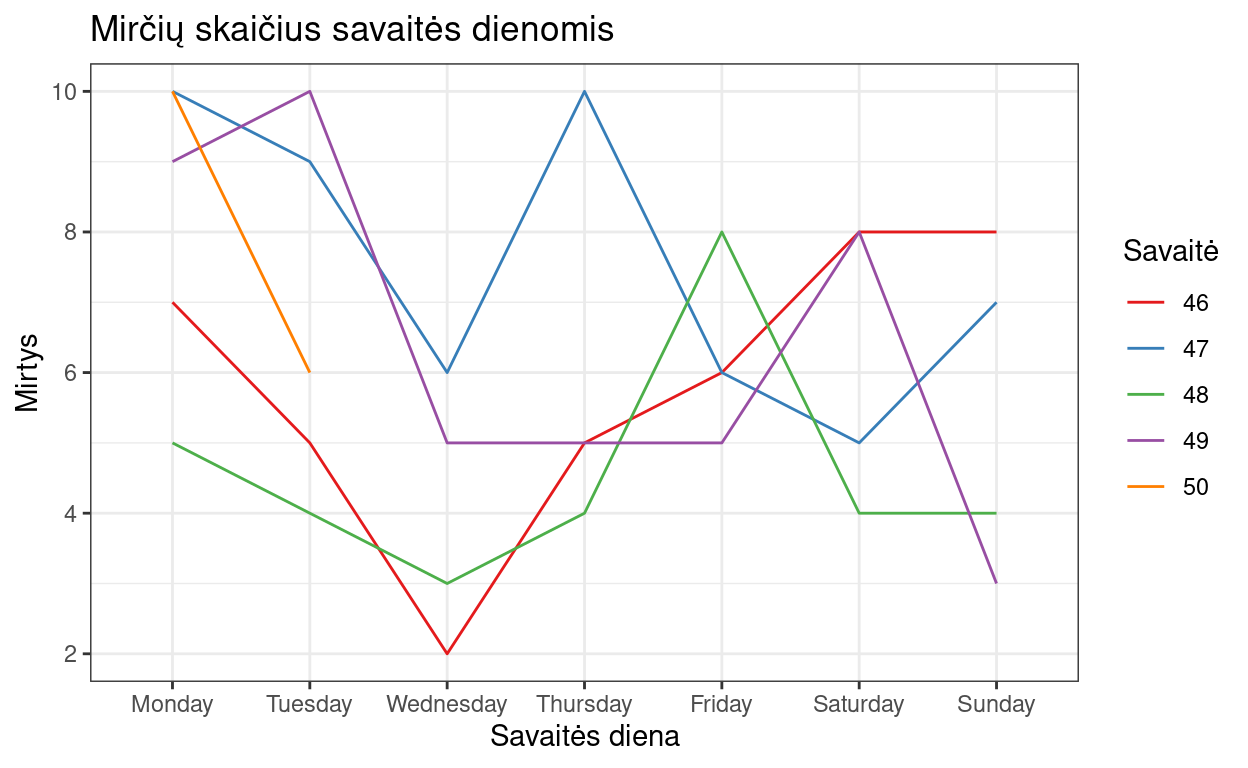 Mirčių skaičius savaitės dienomis
10
8
6
4
2
Mirtys
Monday Tuesday Wednesday Thursday Friday Saturday Sunday
Savaitės diena
Savaitė
46
47
48
49
50